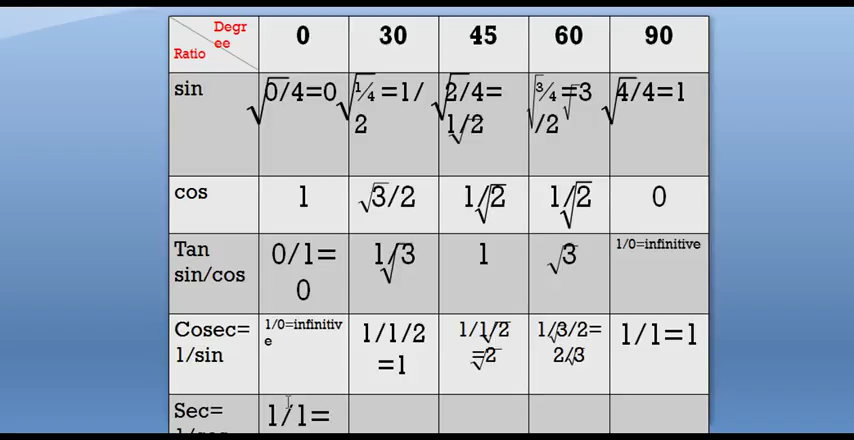 Degree
Ratio
0 30 45 60 90
sin √0/4=0 √1/4=1/2 √2/4=1/√2 √3/4=√3/2 √4/4=1
cos 1 √3/2 1/√2 1/√2 0
Tan sin/cos 0/1=0 1/√3 1 √3 1/0=infinitive
Cosec=1/sin 1/0=infinitive 1/1/2=1 1/1/√2=√2 1/√3/2=2/√3 1/1=1
Sec= 1/1=